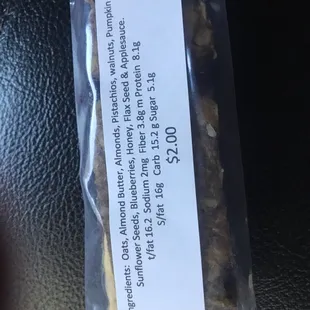 ngredients: Oats, Almond Butter, Almonds, Pistachios, walnuts, Pumpkin
Sunflower Seeds, Blueberries, Honey, Flax Seed & Applesauce.
t/fat 16.2 Sodium 2mg Fiber 3.8g m Protein 8.1g
S/fat 16g Carb 15.2 g Sugar 5.1g
$2.00